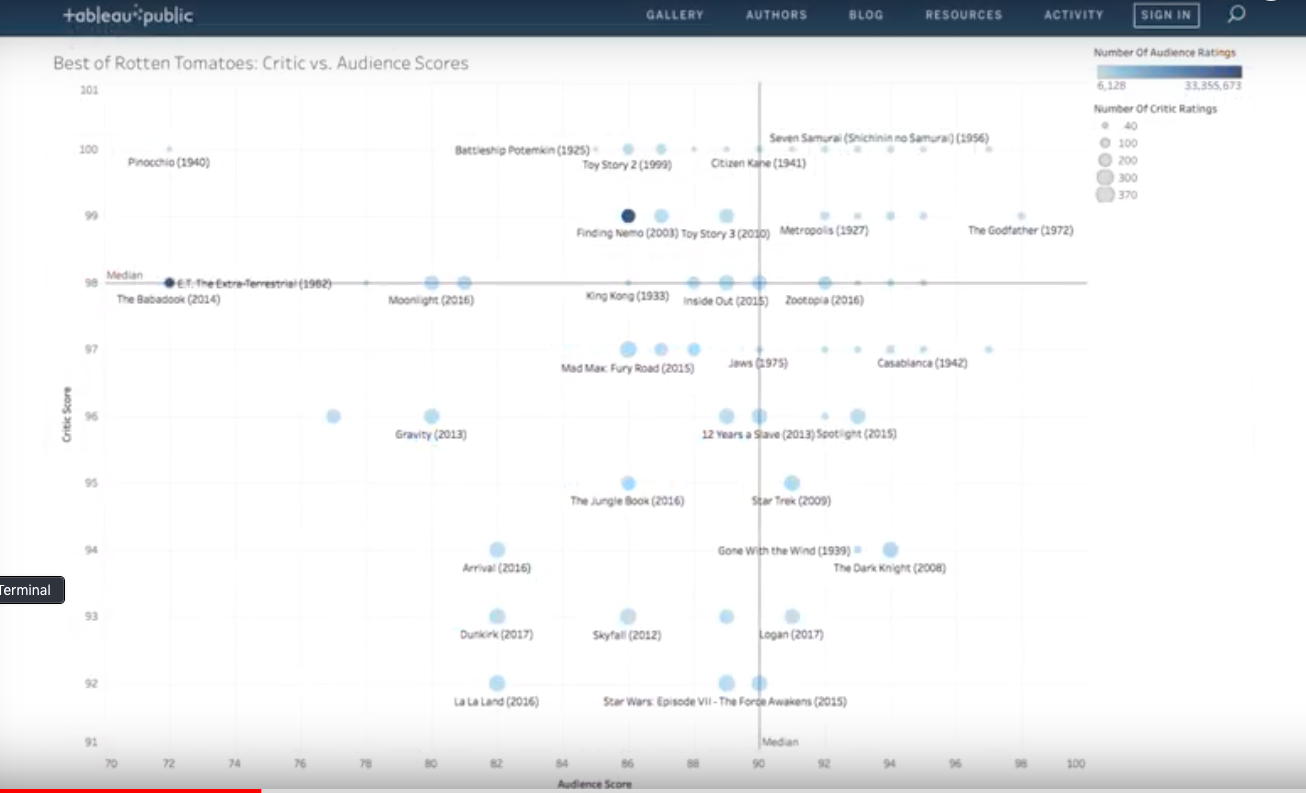 +ableau public
GALLERY AUTHORS BLOG RESOURCES ACTIVITY SIGN IN
Best of Rotten Tomatoes: Critic vs. Audience Scores
Number Of Audience Ratings
6,128 33,355,673
Number Of Critic Ratings
40
100
200
300
370
Critic Score
101
100
99
98
97
96
95
94
93
92
91
Seven Samurai (Shichinin no Samurai) (1956)
Battleship Potemkin (1925)
Pinocchio (1940)
Toy Story 2 (1999)
Citizen Kane (1941)
Finding Nemo (2003)
Toy Story 3 (2010)
Metropolis (1927)
The Godfather (1972)
Median
E.T. The Extra-Terrestrial (1982)
The Babadook (2014)
Moonlight (2016)
King Kong (1933)
Inside Out (2015)
Zootopia (2016)
Mad Max: Fury Road (2015)
Jaws (1975)
Casablanca (1942)
Gravity (2013)
12 Years a Slave (2013)
Spotlight (2015)
The Jungle Book (2016)
Star Trek (2009)
Gone With the Wind (1939)
Arrival (2016)
The Dark Knight (2008)
Terminal
Dunkirk (2017)
Skyfall (2012)
Logan (2017)
La La Land (2016)
Star Wars: Episode VII - The Force Awakens (2015)
Median
70 72 74 76 78 80 82 84 86 88 90 92 94 96 98 100
Audience Score